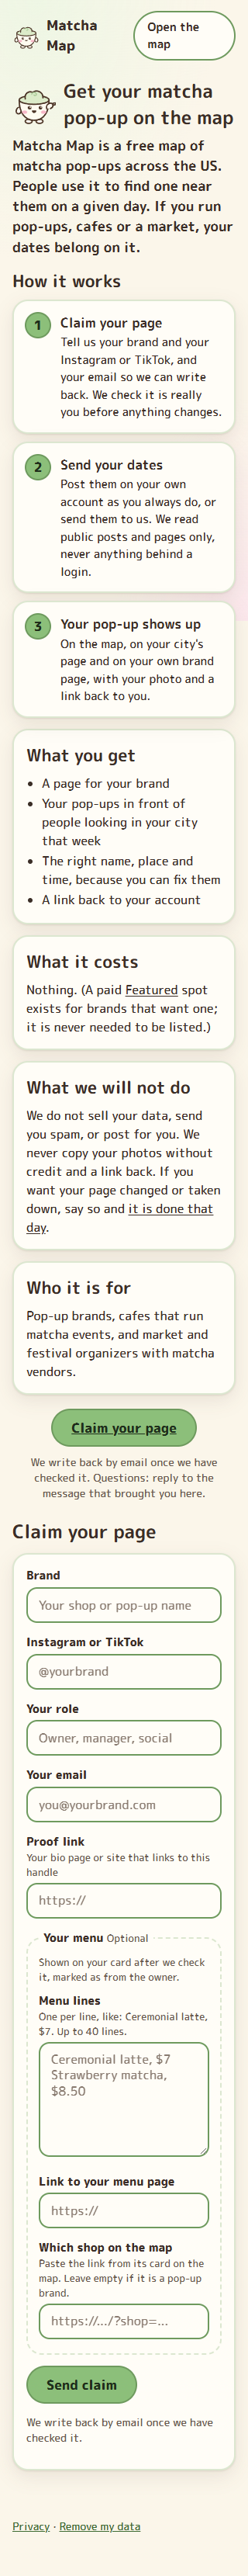 Matcha
Map
Open the
map
Get your matcha
pop-up on the map
Matcha Map is a free map of
matcha pop-ups across the US.
People use it to find one near
them on a given day. If you run
pop-ups, cafes or a market, your
dates belong on it.
How it works
1
Claim your page
Tell us your brand and your
Instagram or TikTok, and
your email so we can write
back. We check it is really
you before anything changes.
2
Send your dates
Post them on your own
account as you always do, or
send them to us. We read
public posts and pages only,
never anything behind a
login.
3
Your pop-up shows up
On the map, on your city's
page and on your own brand
page, with your photo and a
link back to you.
What you get
• A page for your brand
• Your pop-ups in front of
people looking in your city
that week
• The right name, place and
time, because you can fix them
• A link back to your account
What it costs
Nothing. (A paid Featured spot
exists for brands that want one;
it is never needed to be listed.)
What we will not do
We do not sell your data, send
you spam, or post for you. We
never copy your photos without
credit and a link back. If you
want your page changed or taken
down, say so and it is done that
day.
Who it is for
Pop-up brands, cafes that run
matcha events, and market and
festival organizers with matcha
vendors.
Claim your page
We write back by email once we have
checked it. Questions: reply to the
message that brought you here.
Claim your page
Brand
Your shop or pop-up name
Instagram or TikTok
@yourbrand
Your role
Owner, manager, social
Your email
you@yourbrand.com
Proof link
Your bio page or site that links to this
handle
https://
Your menu Optional
Shown on your card after we check
it, marked as from the owner.
Menu lines
One per line, like: Ceremonial latte,
$7. Up to 40 lines.
Ceremonial latte, $7
Strawberry matcha,
$8.50
Link to your menu page
https://
Which shop on the map
Paste the link from its card on the
map. Leave empty if it is a pop-up
brand.
https://.../?shop=...
Send claim
We write back by email once we have
checked it.
Privacy · Remove my data